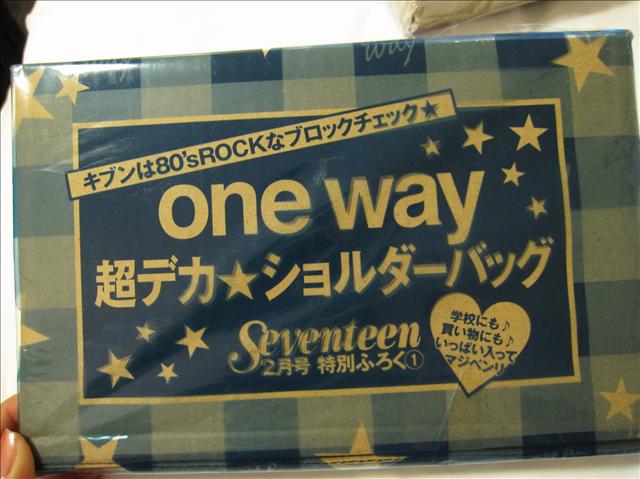 way
キブンは80'sROCKなブロックチェック★
one way
超デカ★ショルダーバッグ
Seventeen
2月号 特別ふろく①
学校にも♪
買い物にも♪
いっぱい入って
マジベンリ